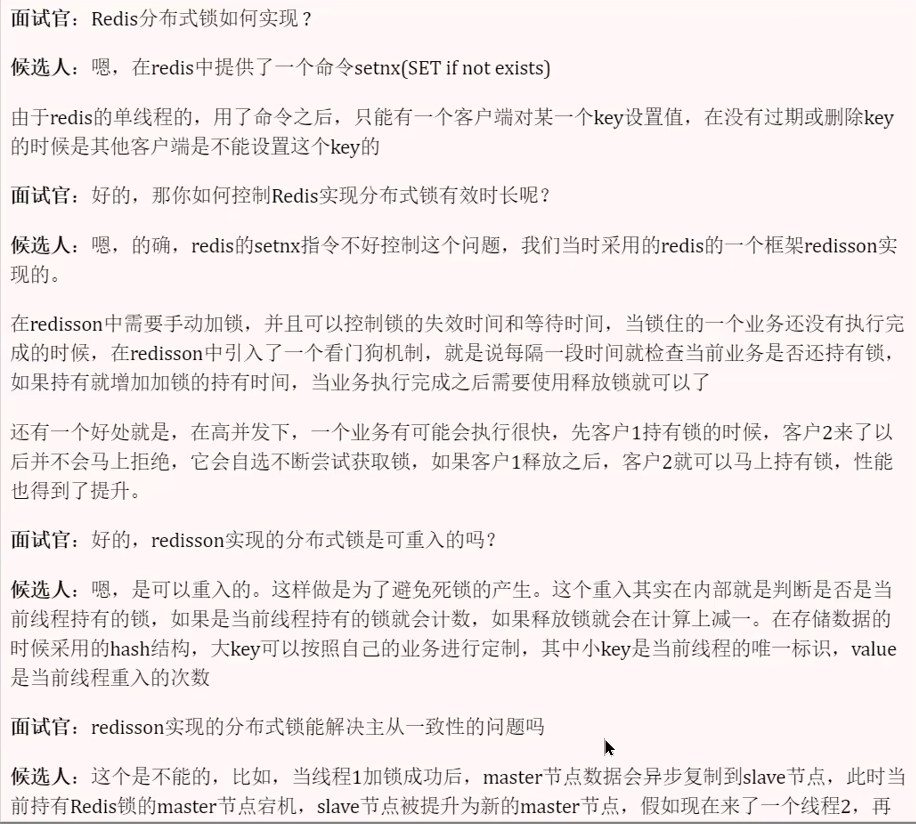 面试官：Redis分布式锁如何实现？
候选人：嗯，在redis中提供了一个命令setnx(SET if not exists)
由于redis的单线程的，用了命令之后，只能有一个客户端对某一个key设置值，在没有过期或删除key
的时候是其他客户端是不能设置这个key的
面试官：好的，那你如何控制Redis实现分布式锁有效时长呢？
候选人：嗯，的确，redis的setnx指令不好控制这个问题，我们当时采用的redis的一个框架redisson实
现的。
在redisson中需要手动加锁，并且可以控制锁的失效时间和等待时间，当锁住的一个业务还没有执行完
成的时候，在redisson中引入了一个看门狗机制，就是说每隔一段时间就检查当前业务是否还持有锁，
如果持有就增加加锁的持有时间，当业务执行完成之后需要使用释放锁就可以了
还有一个好处就是，在高并发下，一个业务有可能会执行很快，先客户1持有锁的时候，客户2来了以
后并不会马上拒绝，它会自选不断尝试获取锁，如果客户1释放之后，客户2就可以马上持有锁，性能
也得到了提升。
面试官：好的，redisson实现的分布式锁是可重入的吗？
候选人：嗯，是可以重入的。这样做是为了避免死锁的产生。这个重入其实在内部就是判断是否是当
前线程持有的锁，如果是当前线程持有的锁就会计数，如果释放锁就会在计算上减一。在存储数据的
时候采用的hash结构，大key可以按照自己的业务进行定制，其中小key是当前线程的唯一标识，value
是当前线程重入的次数
面试官：redisson实现的分布式锁能解决主从一致性的问题吗
候选人：这个是不能的，比如，当线程1加锁成功后，master节点数据会异步复制到slave节点，此时当
前持有Redis锁的master节点宕机，slave节点被提升为新的master节点，假如现在来了一个线程2，再